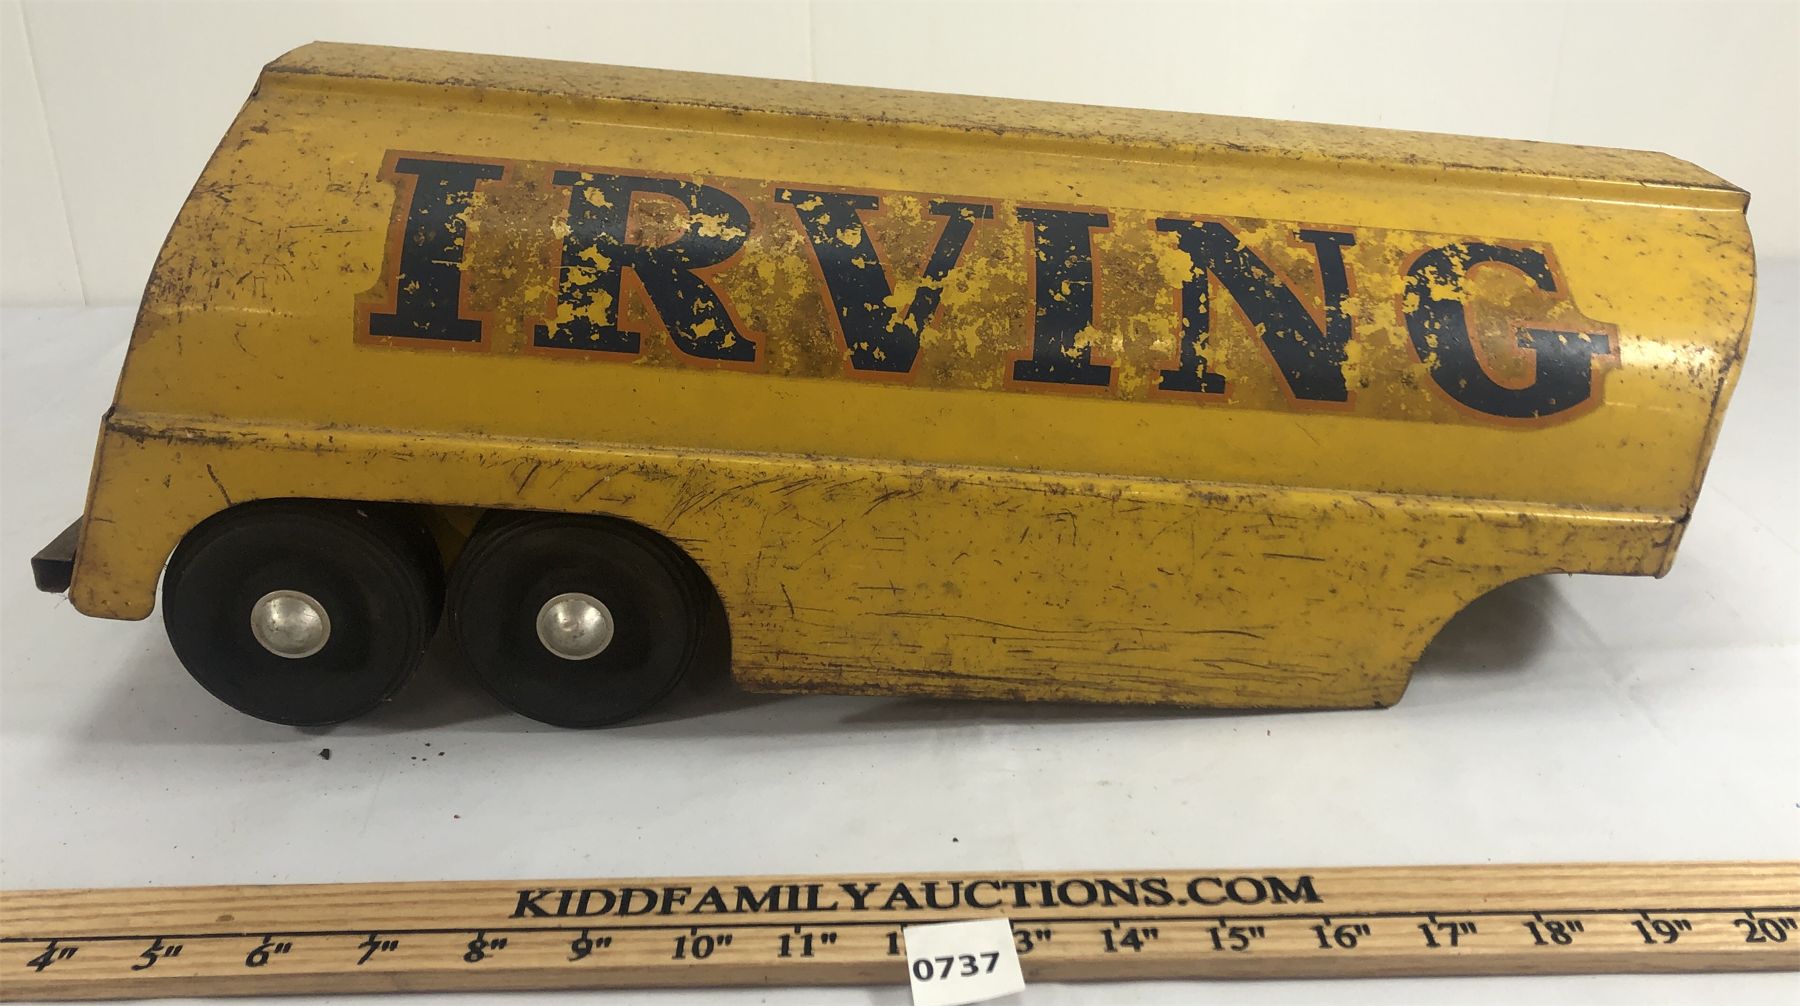 IRVING
KIDDFAMILYAUCTIONS.COM
4" 5" 6" 7" 8" 9" 10" 11" 1 3" 14" 15" 16" 17" 18" 19" 20"
0737